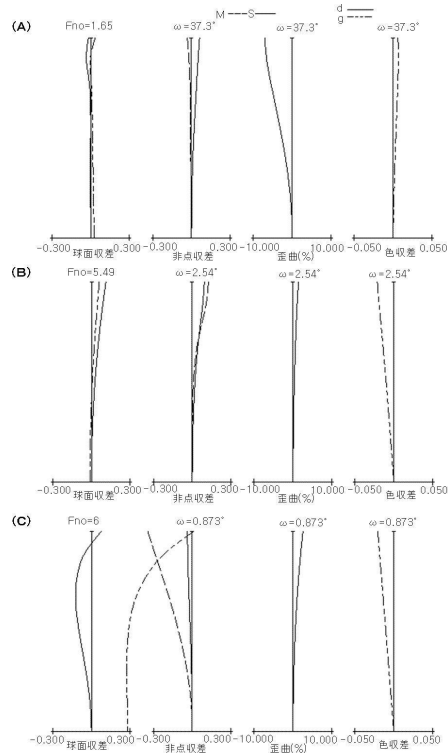 M ----S—— d ——
g -----
(A) Fno=1.65 ω=37.3° ω=37.3° ω=37.3°
-0.300 0.300 -0.300 0.300 -10.000 10.000 -0.050 0.050
球面収差 非点収差 歪曲(%) 色収差
(B) Fno=5.49 ω=2.54° ω=2.54° ω=2.54°
-0.300 0.300 -0.300 0.300 -10.000 10.000 -0.050 0.050
球面収差 非点収差 歪曲(%) 色収差
(C) Fno=6 ω=0.873° ω=0.873° ω=0.873°
-0.300 0.300 -0.300 0.300 -10.000 10.000 -0.050 0.050
球面収差 非点収差 歪曲(%) 色収差